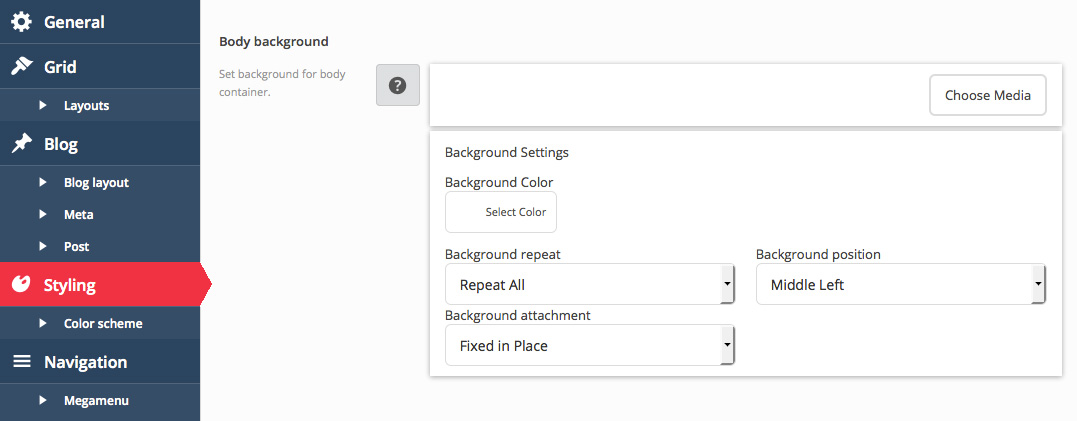 General
Grid
Layouts
Blog
Blog layout
Meta
Post
Styling
Color scheme
Navigation
Megamenu
Body background
Set background for body
container.
?
Choose Media
Background Settings
Background Color
Select Color
Background repeat
Repeat All
Background position
Middle Left
Background attachment
Fixed in Place